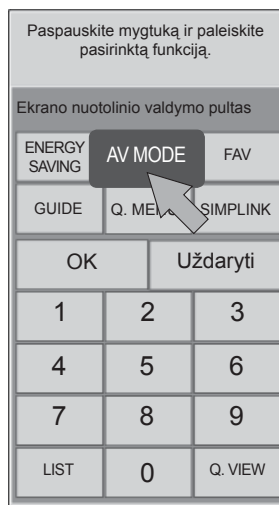 Paspauskite mygtuką ir paleiskite
pasirinktą funkciją.
Ekrano nuotolinio valdymo pultas
ENERGY
SAVING
AV MODE
FAV
GUIDE
Q.
SIMPLINK
OK
Uždaryti
1 2 3
4 5 6
7 8 9
LIST 0 Q. VIEW